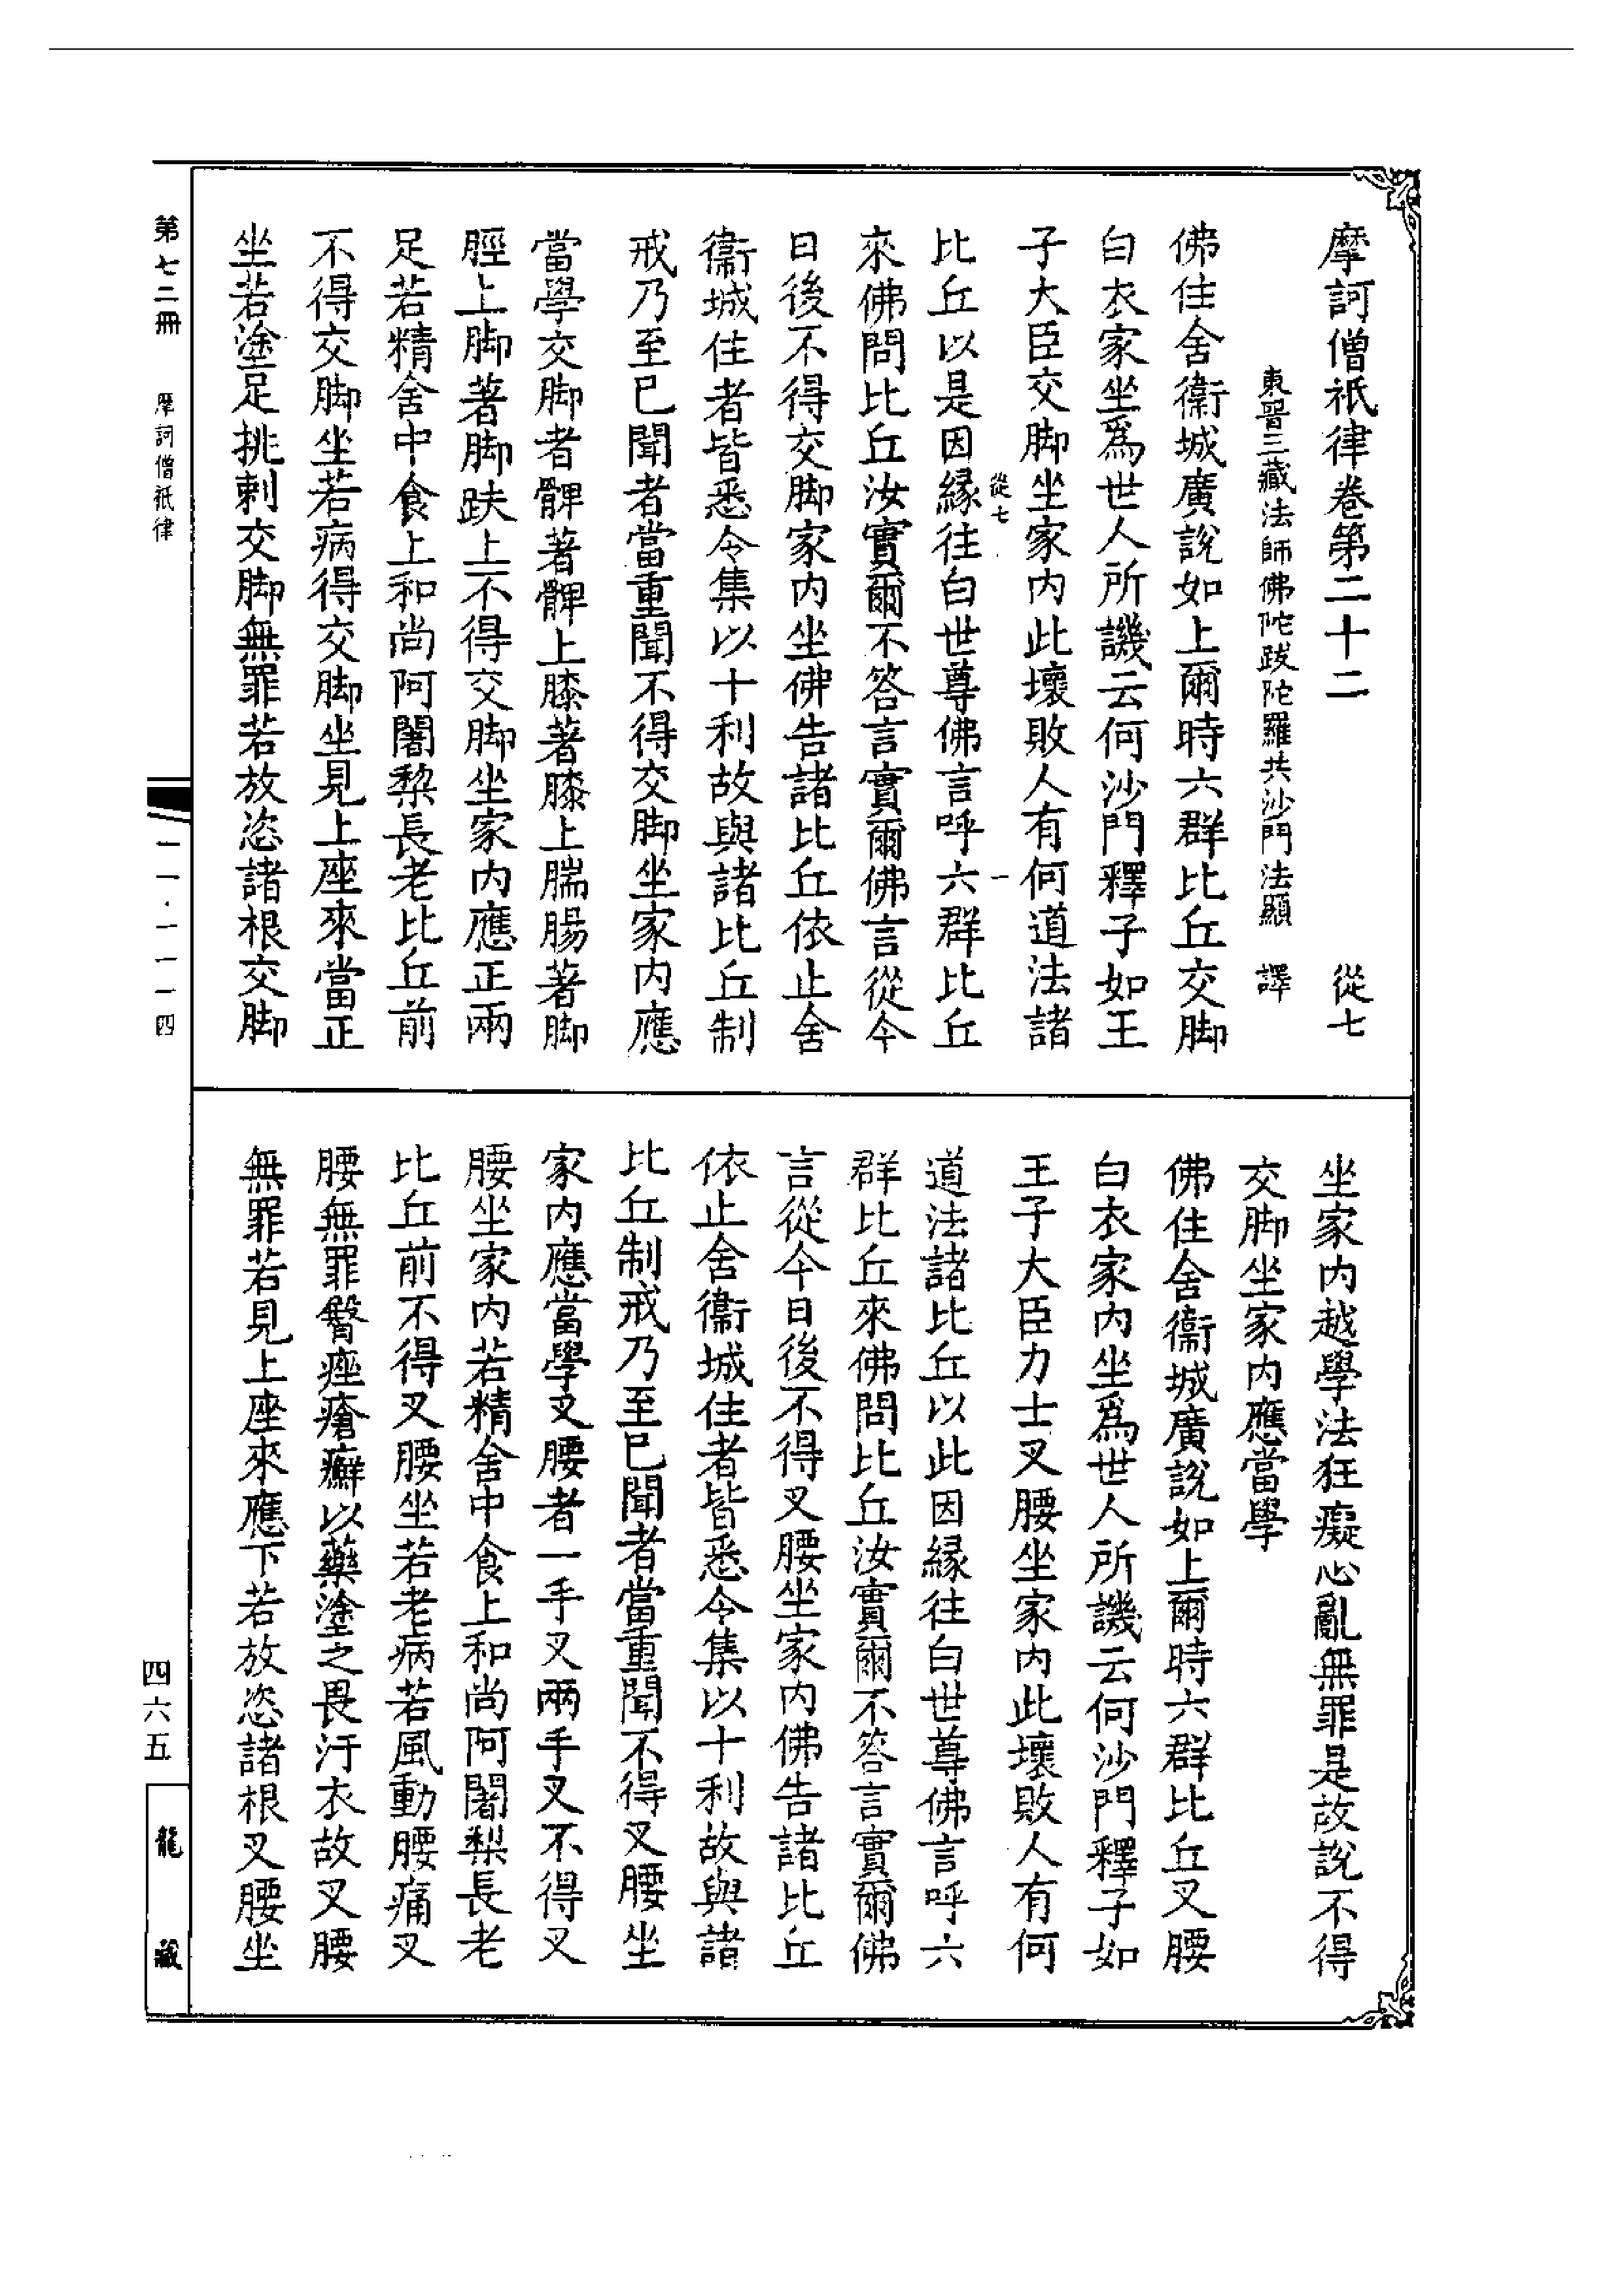 摩訶僧祇律卷第二十二　從七
東晉三藏法師佛陀跋陀羅共沙門法顯　譯
佛住舍衞城廣說如上爾時六群比丘交脚
白衣家坐爲世人所譏云何沙門釋子如王
子大臣交脚坐家內此壞敗人有何道法諸
從七　一
比丘以是因緣往白世尊佛言呼六群比丘
來佛問比丘汝實爾不答言實爾佛言從今
日後不得交脚家內坐佛告諸比丘依止舍
衞城住者皆悉令集以十利故與諸比丘制
戒乃至已聞者當重聞不得交脚坐家內應
當學交脚者髀著髀上膝著膝上腨腸著脚
脛上脚著脚趺上不得交脚坐家內應正兩
足若精舍中食上和尚阿闍梨長老比丘前
不得交脚坐若病得交脚坐見上座來當正
坐若塗足挑刺交脚無罪若放恣諸根交脚
坐家內越學法狂癡心亂無罪是故說不得
交脚坐家內應當學
佛住舍衞城廣說如上爾時六群比丘叉腰
白衣家內坐爲世人所譏云何沙門釋子如
王子大臣力士叉腰坐家內此壞敗人有何
道法諸比丘以此因緣往白世尊佛言呼六
群比丘來佛問比丘汝實爾不答言實爾佛
言從今日後不得叉腰坐家內佛告諸比丘
依止舍衞城住者皆悉令集以十利故與諸
比丘制戒乃至已聞者當重聞不得叉腰坐
家內應當學叉腰者一手叉兩手叉不得叉
腰坐家內若精舍中食上和尚阿闍梨長老
比丘前不得叉腰坐若老病若風動腰痛叉
腰無罪臀痤瘡癬以藥塗之畏汙衣故叉腰
無罪若見上座來應下若放恣諸根叉腰坐
第七二冊　摩訶僧祇律　一一·一一一四
四六五
龍藏